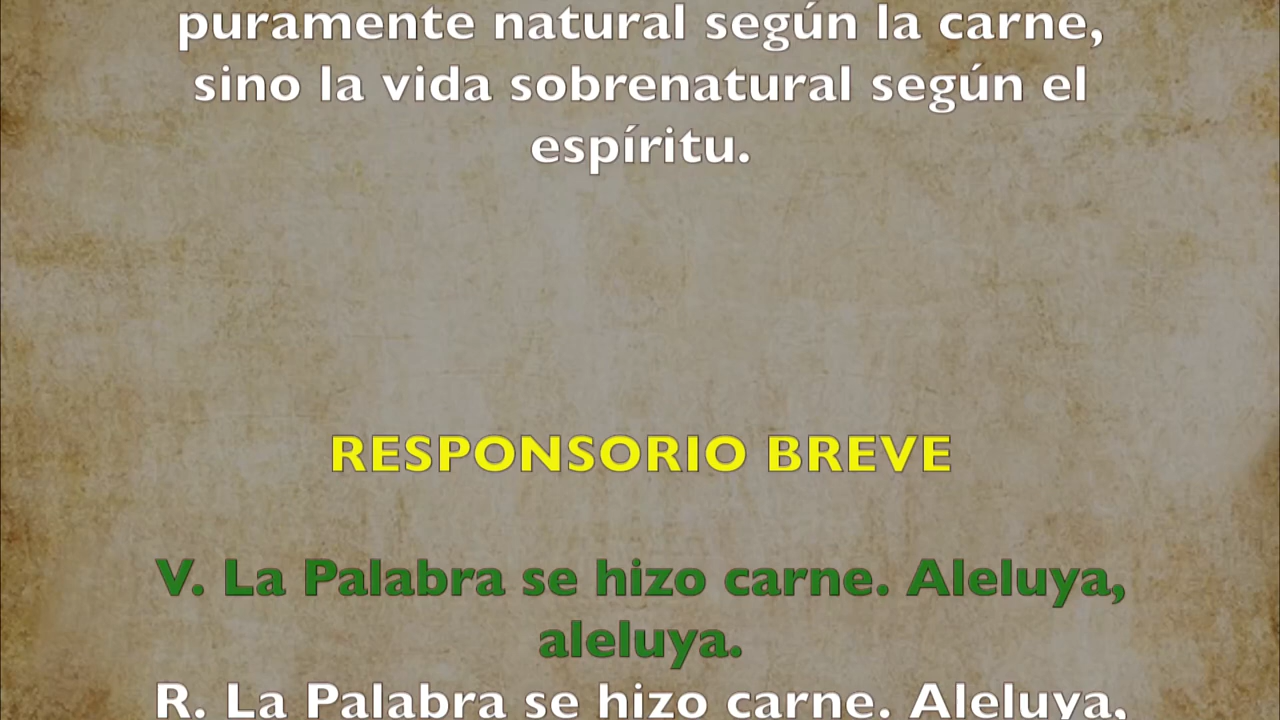 puramente natural según la carne,
sino la vida sobrenatural según el
espíritu.
RESPONSORIO BREVE
V. La Palabra se hizo carne. Aleluya,
aleluya.
R. La Palabra se hizo carne. Aleluya,